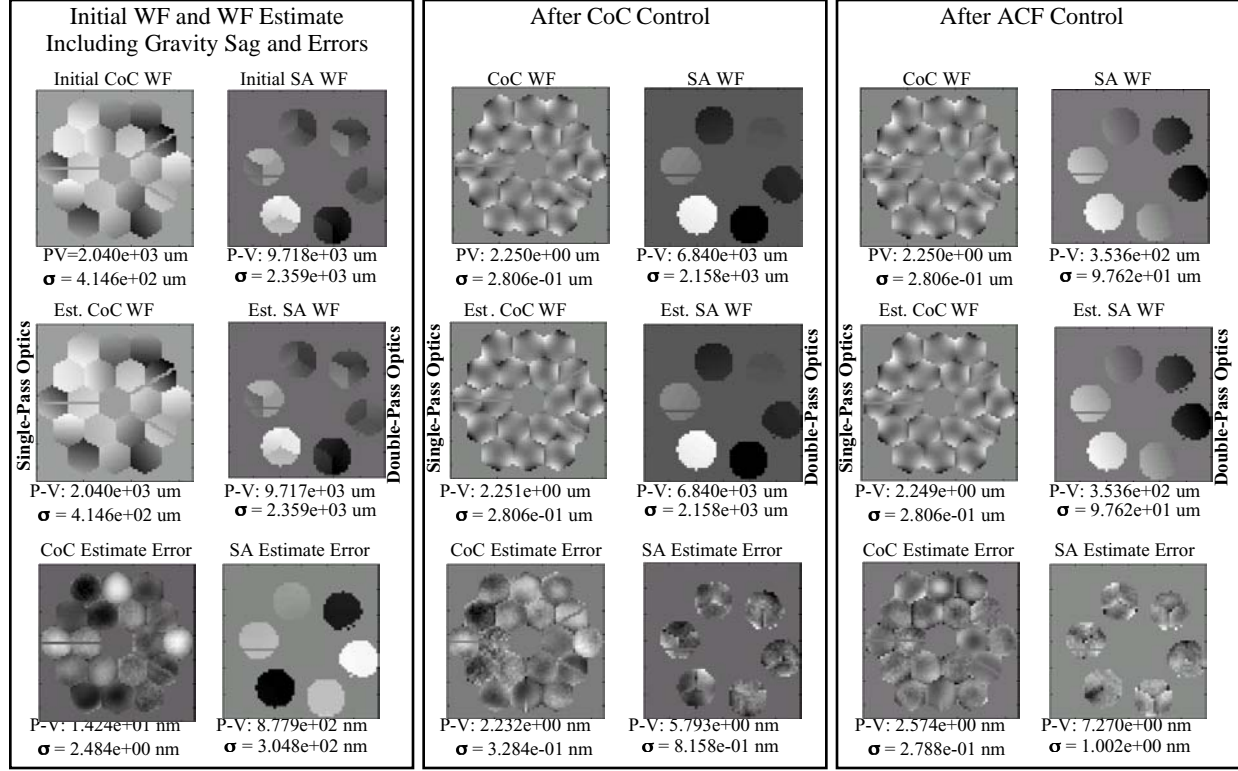 Initial WF and WF Estimate
Including Gravity Sag and Errors
Initial CoC WF
Initial SA WF
PV=2.040e+03 um
σ = 4.146e+02 um
P-V: 9.718e+03 um
σ = 2.359e+03 um
Est. CoC WF
Est. SA WF
Single-Pass Optics
Double-Pass Optics
P-V: 2.040e+03 um
σ = 4.146e+02 um
P-V: 9.717e+03 um
σ = 2.359e+03 um
CoC Estimate Error
SA Estimate Error
P-V: 1.424e+01 nm
σ = 2.484e+00 nm
P-V: 8.779e+02 nm
σ = 3.048e+02 nm
After CoC Control
CoC WF
SA WF
PV: 2.250e+00 um
σ = 2.806e-01 um
P-V: 6.840e+03 um
σ = 2.158e+03 um
Est. CoC WF
Est. SA WF
Single-Pass Optics
Double-Pass Optics
P-V: 2.251e+00 um
σ = 2.806e-01 um
P-V: 6.840e+03 um
σ = 2.158e+03 um
CoC Estimate Error
SA Estimate Error
P-V: 2.232e+00 nm
σ = 3.284e-01 nm
P-V: 5.793e+00 nm
σ = 8.158e-01 nm
After ACF Control
CoC WF
SA WF
PV: 2.250e+00 um
σ = 2.806e-01 um
P-V: 3.536e+02 um
σ = 9.762e+01 um
Est. CoC WF
Est. SA WF
Single-Pass Optics
Double-Pass Optics
P-V: 2.249e+00 um
σ = 2.806e-01 um
P-V: 3.536e+02 um
σ = 9.762e+01 um
CoC Estimate Error
SA Estimate Error
P-V: 2.574e+00 nm
σ = 2.788e-01 nm
P-V: 7.270e+00 nm
σ = 1.002e+00 nm